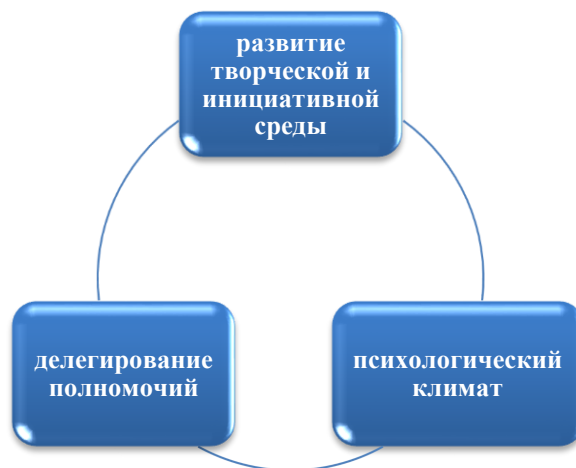 развитие
творческой и
инициативной
среды
делегирование
полномочий
психологический
климат